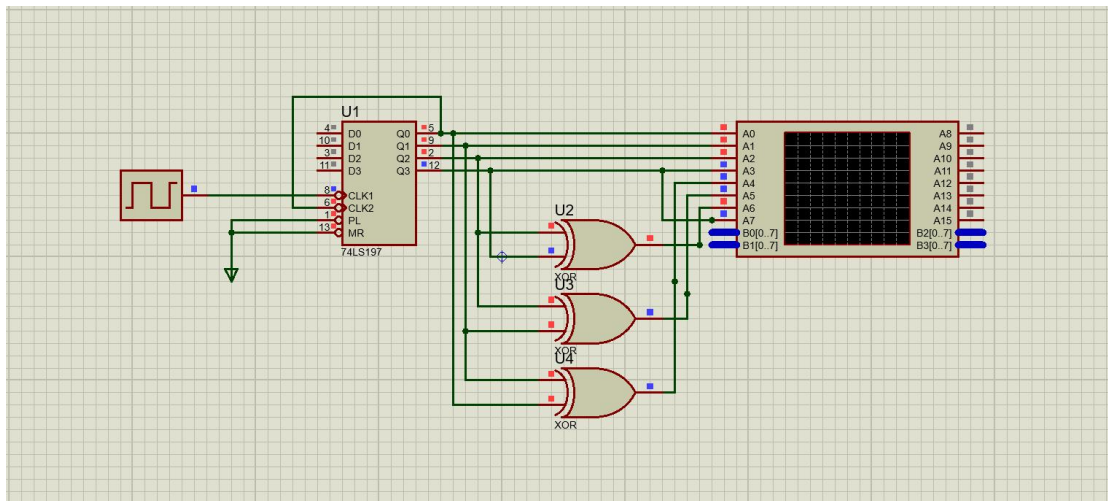 U1
4 D0 Q0 5
10 D1 Q1 9
3 D2 Q2 2
11 D3 Q3 12
8 CLK1
6 CLK2
1 PL
13 MR
74LS197
U2
XOR
U3
XOR
U4
XOR
A0 A8
A1 A9
A2 A10
A3 A11
A4 A12
A5 A13
A6 A14
A7 A15
B0[0..7] B2[0..7]
B1[0..7] B3[0..7]